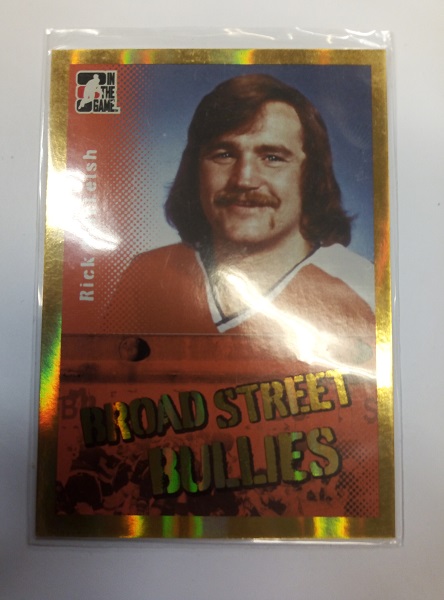 IN
THE
GAME
Rick
BROAD STREET
BULLIES